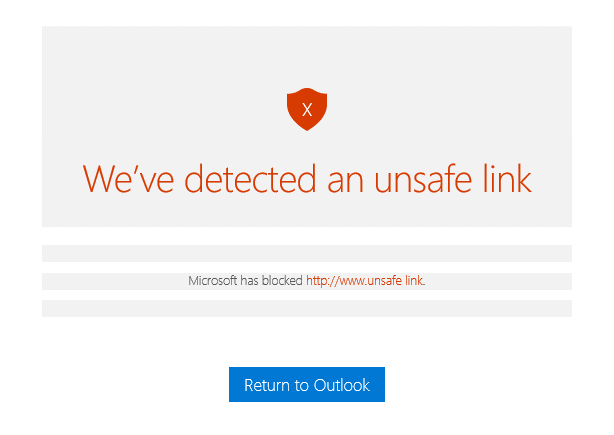 X
We've detected an unsafe link
Microsoft has blocked http://www.unsafe link.
Return to Outlook